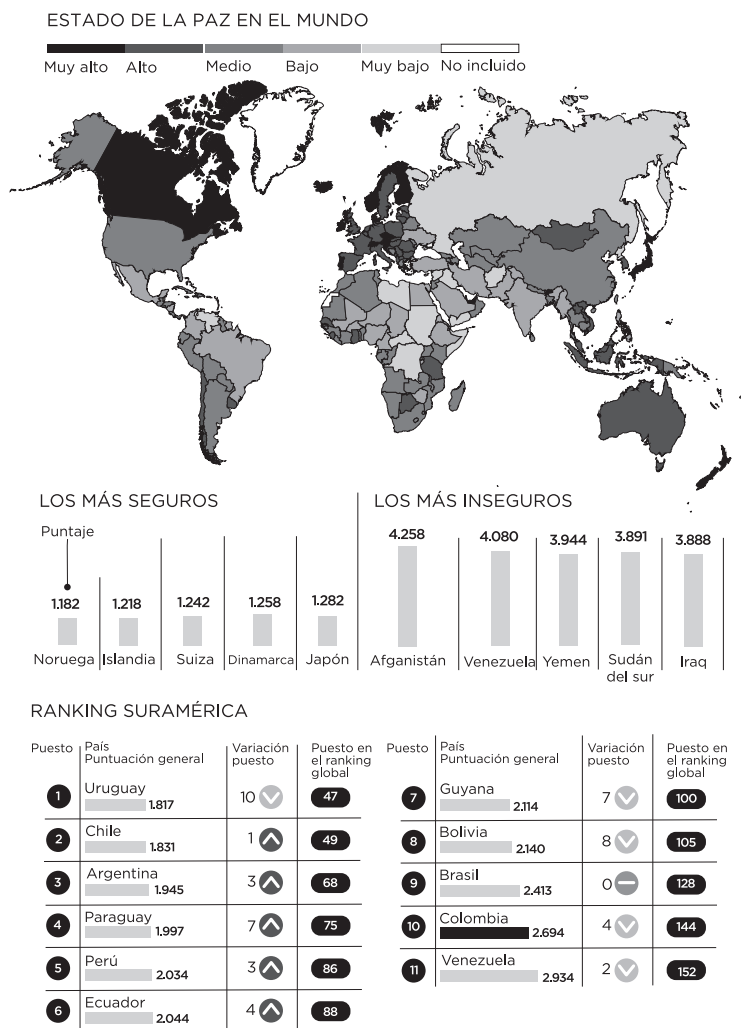 ESTADO DE LA PAZ EN EL MUNDO
Muy alto Alto Medio Bajo Muy bajo No incluido
LOS MÁS SEGUROS
Puntaje
1.182 1.218 1.242 1.258 1.282
Noruega Islandia Suiza Dinamarca Japón
LOS MÁS INSEGUROS
4.258 4.080 3.944 3.891 3.888
Afganistán Venezuela Yemen Sudán del sur Iraq
RANKING SURAMÉRICA
Puesto País Puntuación general Variación puesto Puesto en el ranking global
1 Uruguay 1.817 10 47
2 Chile 1.831 1 49
3 Argentina 1.945 3 68
4 Paraguay 1.997 7 75
5 Perú 2.034 3 86
6 Ecuador 2.044 4 88
Puesto País Puntuación general Variación puesto Puesto en el ranking global
7 Guyana 2.114 7 100
8 Bolivia 2.140 8 105
9 Brasil 2.413 0 128
10 Colombia 2.694 4 144
11 Venezuela 2.934 2 152